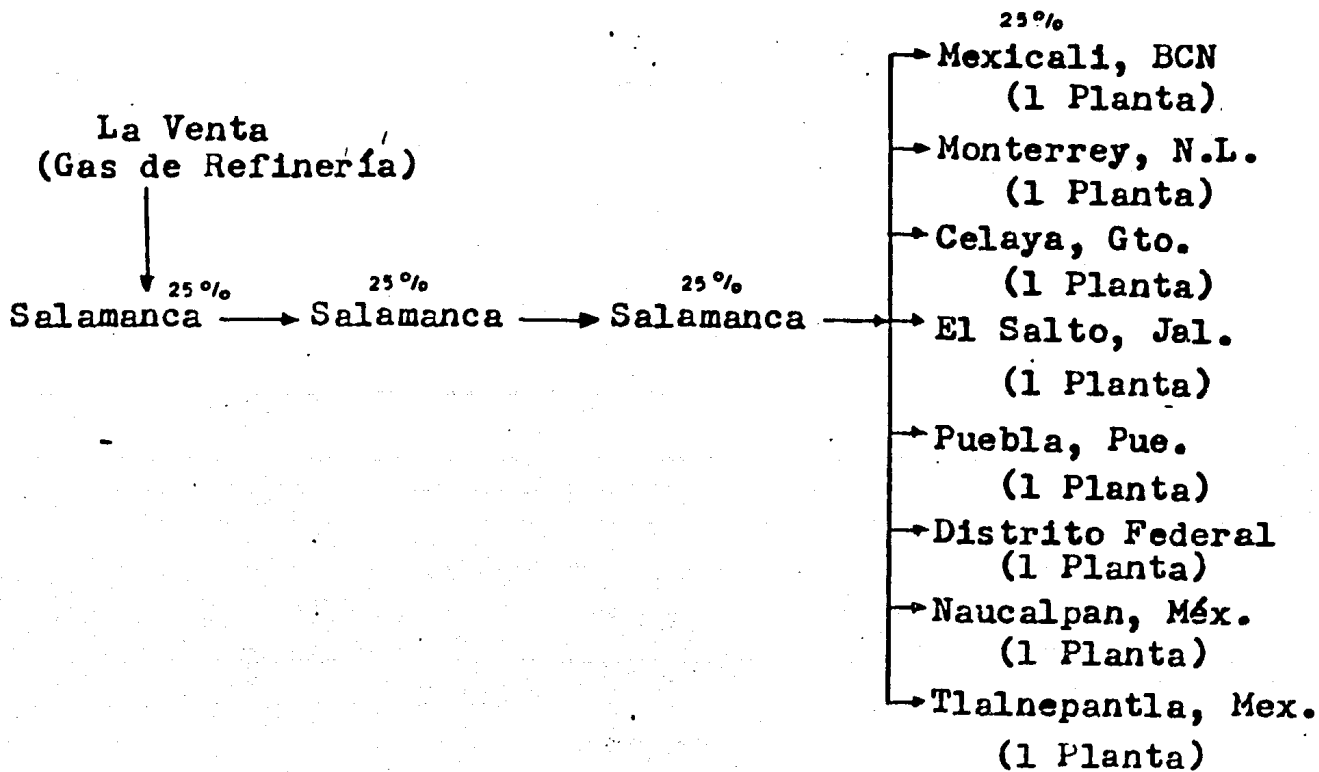 25%
Mexicali, BCN
(1 Planta)
La Venta
(Gas de Refinería)
Monterrey, N.L.
(1 Planta)
Celaya, Gto.
(1 Planta)
Salamanca 25% Salamanca 25% Salamanca 25%
El Salto, Jal.
(1 Planta)
Puebla, Pue.
(1 Planta)
Distrito Federal
(1 Planta)
Naucalpan, Méx.
(1 Planta)
Tlalnepantla, Mex.
(1 Planta)